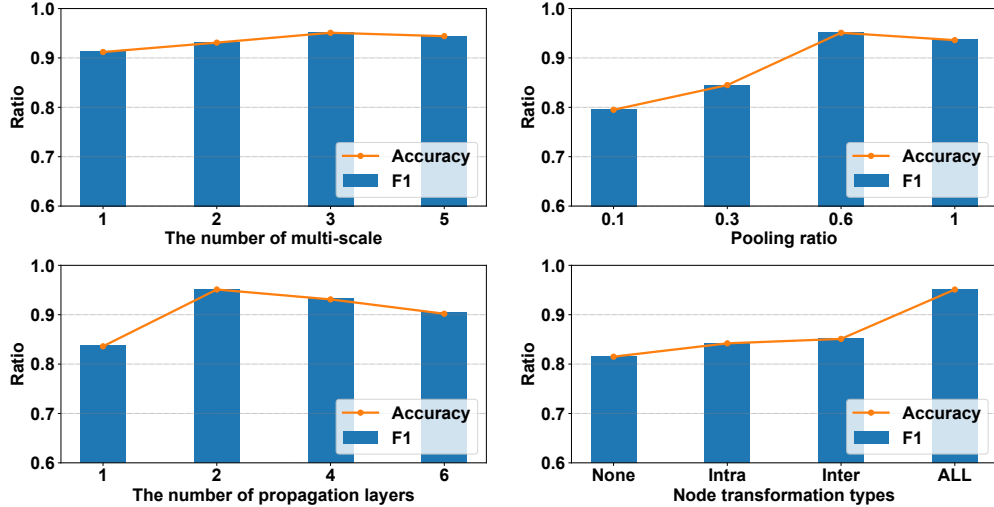 1.0
0.9
0.8
0.7
0.6
Ratio
Accuracy
F1
1 2 3 5
The number of multi-scale
1.0
0.9
0.8
0.7
0.6
Ratio
Accuracy
F1
0.1 0.3 0.6 1
Pooling ratio
1.0
0.9
0.8
0.7
0.6
Ratio
Accuracy
F1
1 2 4 6
The number of propagation layers
1.0
0.9
0.8
0.7
0.6
Ratio
Accuracy
F1
None Intra Inter ALL
Node transformation types